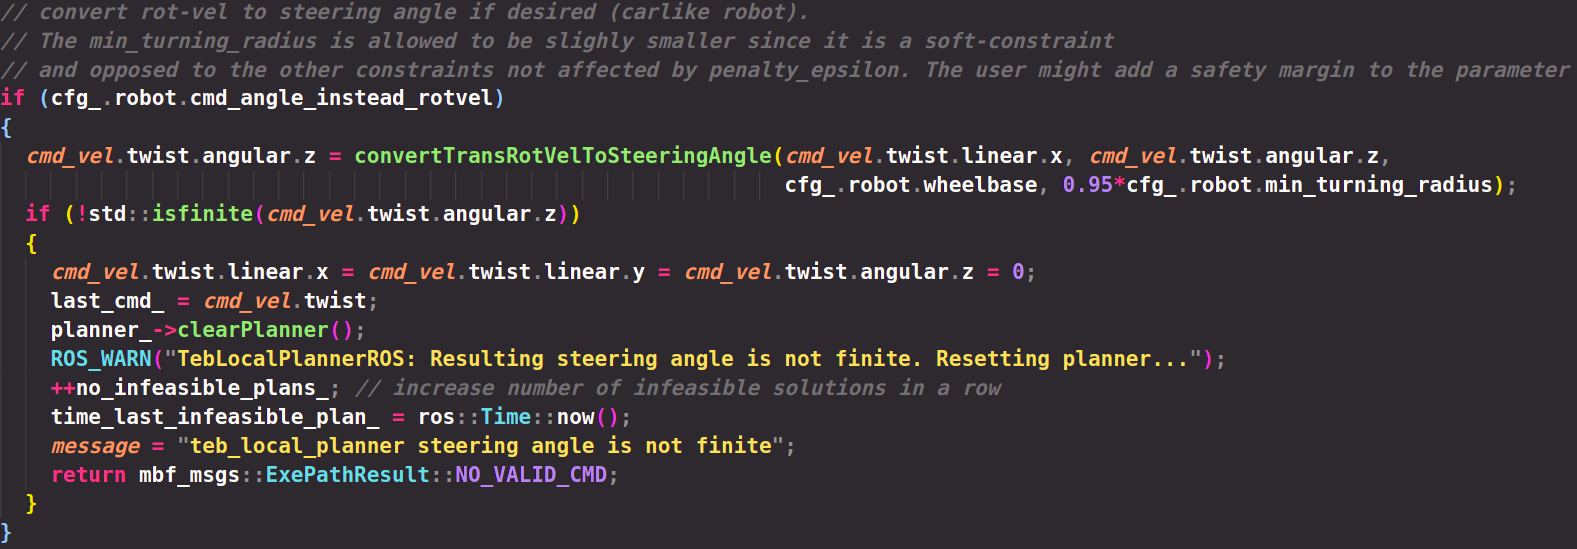 // convert rot-vel to steering angle if desired (carlike robot).
// The min_turning_radius is allowed to be slighly smaller since it is a soft-constraint
// and opposed to the other constraints not affected by penalty_epsilon. The user might add a safety margin to the parameter
if (cfg_.robot.cmd_angle_instead_rotvel)
{
  cmd_vel.twist.angular.z = convertTransRotVelToSteeringAngle(cmd_vel.twist.linear.x, cmd_vel.twist.angular.z,
                                                              cfg_.robot.wheelbase, 0.95*cfg_.robot.min_turning_radius);
  if (!std::isfinite(cmd_vel.twist.angular.z))
  {
    cmd_vel.twist.linear.x = cmd_vel.twist.linear.y = cmd_vel.twist.angular.z = 0;
    last_cmd_ = cmd_vel.twist;
    planner_->clearPlanner();
    ROS_WARN("TebLocalPlannerROS: Resulting steering angle is not finite. Resetting planner...");
    ++no_infeasible_plans_; // increase number of infeasible solutions in a row
    time_last_infeasible_plan_ = ros::Time::now();
    message = "teb_local_planner steering angle is not finite";
    return mbf_msgs::ExePathResult::NO_VALID_CMD;
  }
}